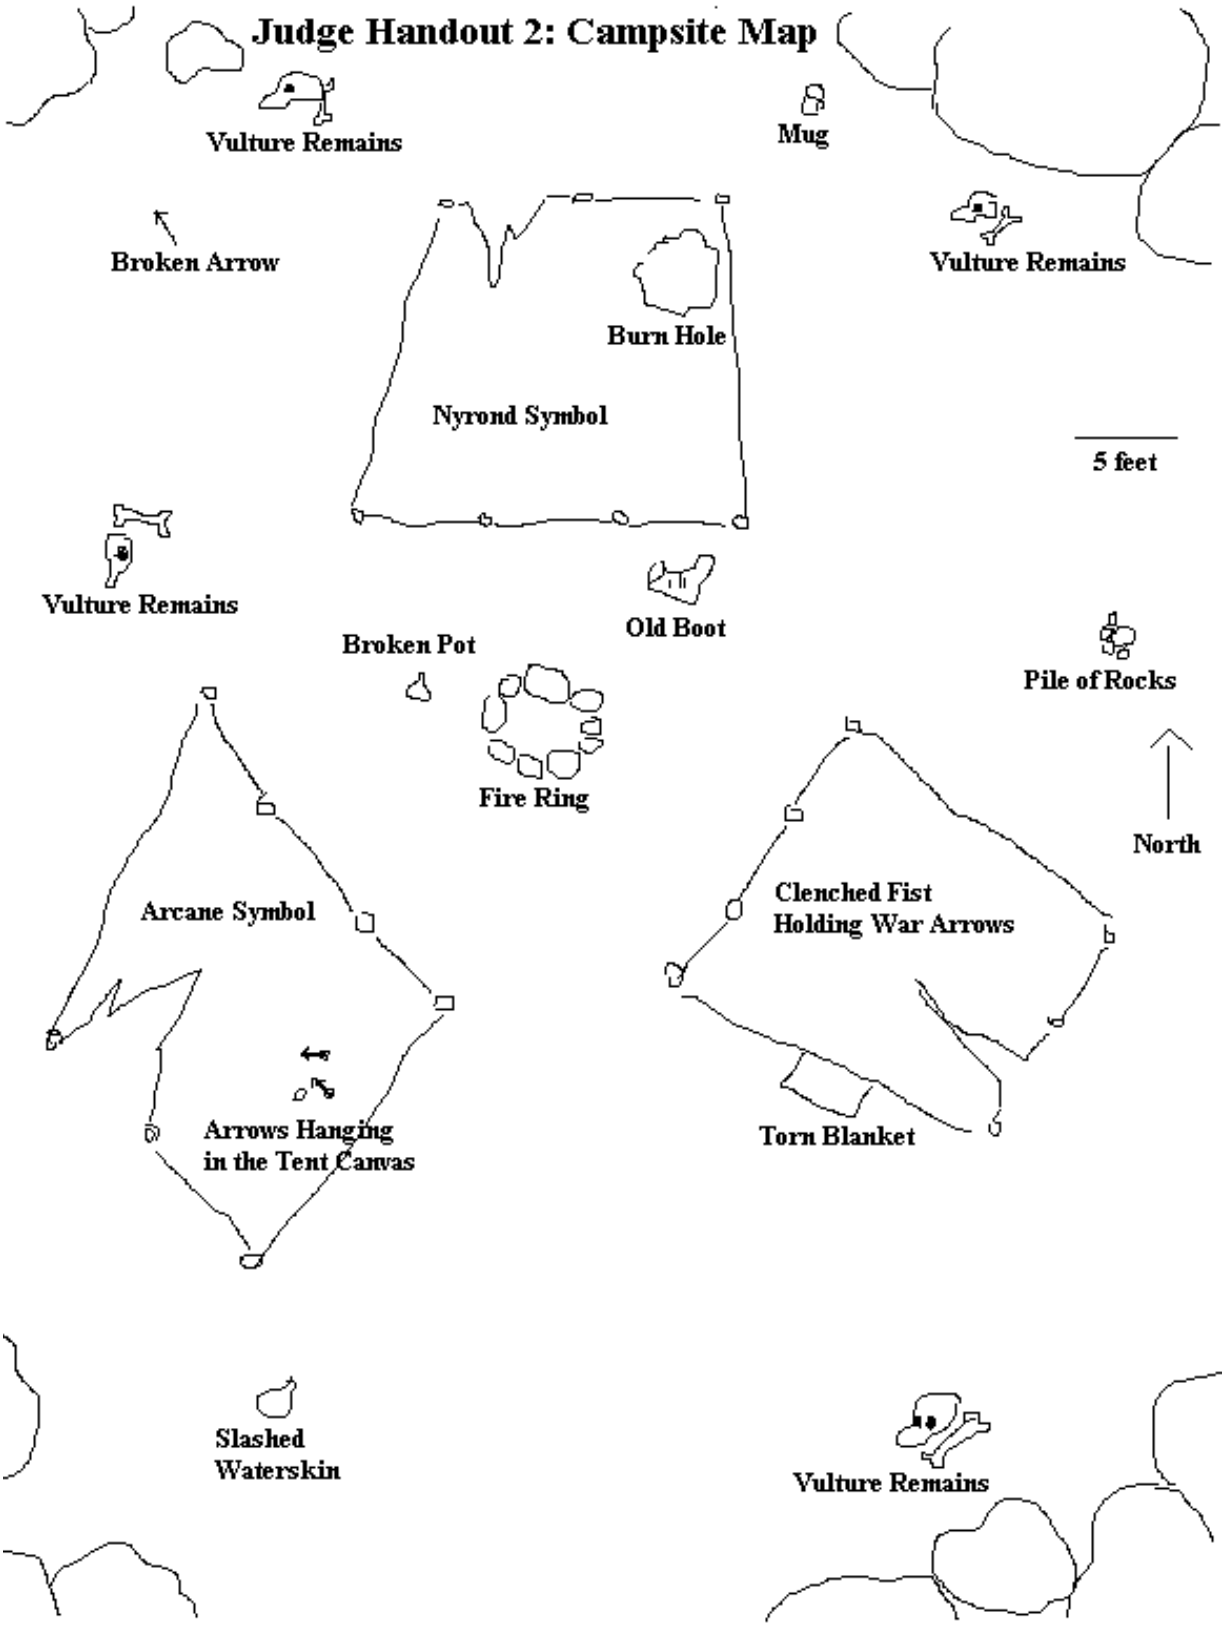 Judge Handout 2: Campsite Map
Vulture Remains
Mug
Broken Arrow
Vulture Remains
Burn Hole
Nyrond Symbol
5 feet
Vulture Remains
Old Boot
Broken Pot
Pile of Rocks
Fire Ring
North
Arcane Symbol
Clenched Fist
Holding War Arrows
Arrows Hanging
in the Tent Canvas
Torn Blanket
Slashed
Waterskin
Vulture Remains